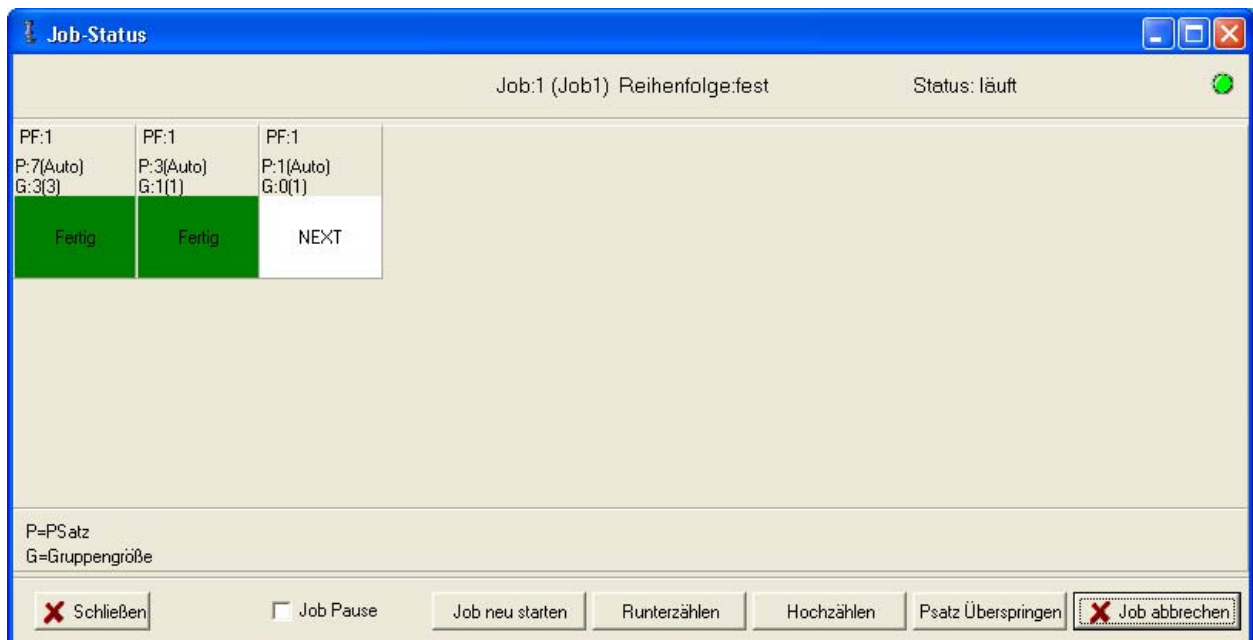 Job-Status
Job:1 (Job1) Reihenfolge:fest Status: läuft
PF:1 PF:1 PF:1
P:7(Auto) P:3(Auto) P:1(Auto)
G:3(3) G:1(1) G:0(1)
Fertig Fertig NEXT
P=PSatz
G=Gruppengröße
Schließen Job Pause Job neu starten Runterzählen Hochzählen Psatz Überspringen Job abbrechen